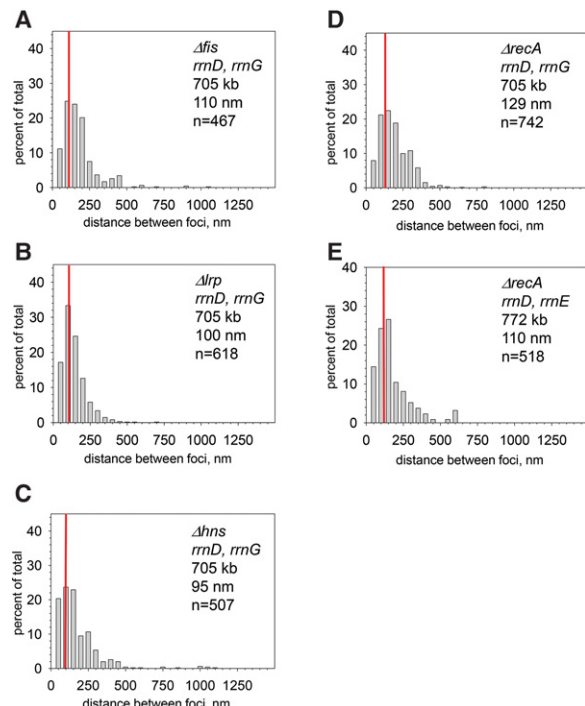 A
Δfis
rrnD, rrnG
705 kb
110 nm
n=467
percent of total
40
30
20
10
0
0 250 500 750 1000 1250
distance between foci, nm
B
Δlrp
rrnD, rrnG
705 kb
100 nm
n=618
percent of total
40
30
20
10
0
0 250 500 750 1000 1250
distance between foci, nm
C
Δhns
rrnD, rrnG
705 kb
95 nm
n=507
percent of total
40
30
20
10
0
0 250 500 750 1000 1250
distance between foci, nm
D
ΔrecA
rrnD, rrnG
705 kb
129 nm
n=742
percent of total
40
30
20
10
0
0 250 500 750 1000 1250
distance between foci, nm
E
ΔrecA
rrnD, rrnE
772 kb
110 nm
n=518
percent of total
40
30
20
10
0
0 250 500 750 1000 1250
distance between foci, nm